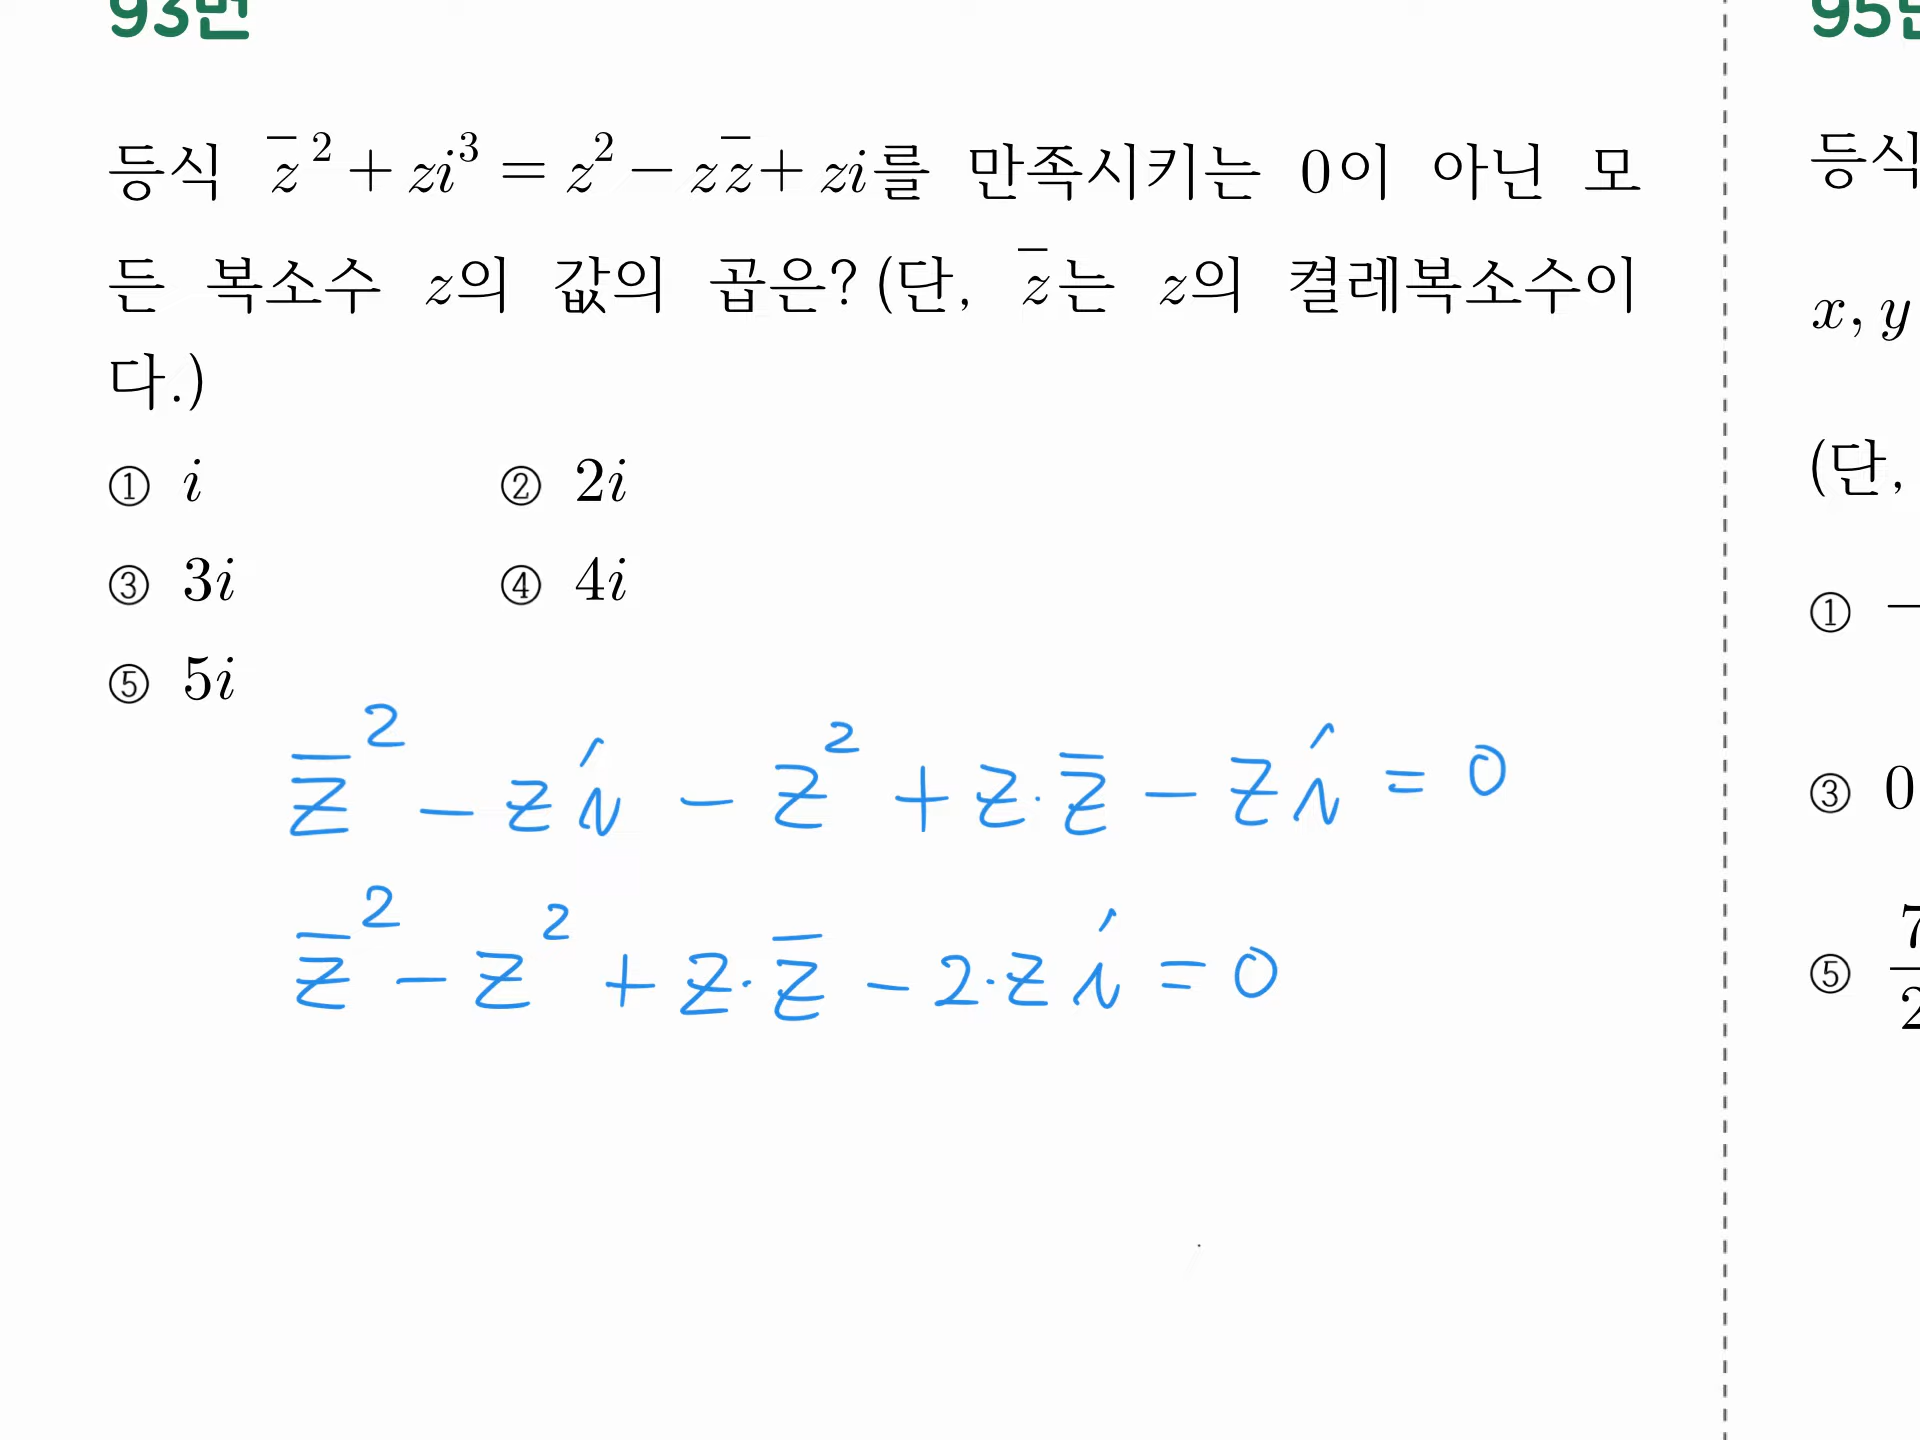 93번
등식 z̅² + zi³ = z² − zz̅ + zi를 만족시키는 0이 아닌 모
든 복소수 z의 값의 곱은? (단, z̅는 z의 켤레복소수이
다.)
① i ② 2i
③ 3i ④ 4i
⑤ 5i
z̅² − zi − z² + z·z̅ − zi = 0
z̅² − z² + z·z̅ − 2·zi = 0
등식
x, y
(단,
① −
③ 0
⑤ 7/2